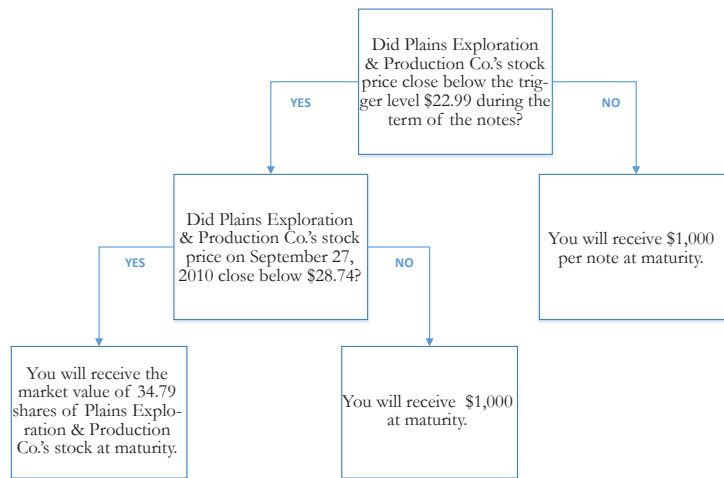 Did Plains Exploration
& Production Co.'s stock
price close below the trig-
ger level $22.99 during the
term of the notes?
YES
NO
Did Plains Exploration
& Production Co.'s stock
price on September 27,
2010 close below $28.74?
You will receive $1,000
per note at maturity.
YES
NO
You will receive the
market value of 34.79
shares of Plains Explo-
ration & Production
Co.'s stock at maturity.
You will receive $1,000
at maturity.